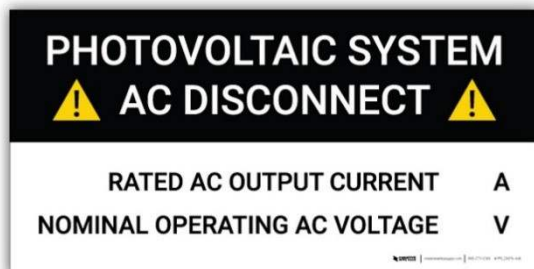 PHOTOVOLTAIC SYSTEM
! AC DISCONNECT !
RATED AC OUTPUT CURRENT A
NOMINAL OPERATING AC VOLTAGE V